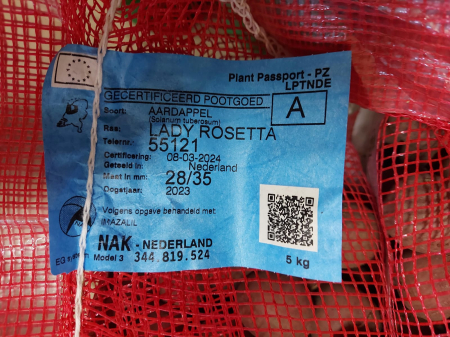 Plant Passport - PZ
LPTNDE
GECERTIFICEERD POOTGOED
A
Soort: AARDAPPEL
(Solanum tuberosum)
Ras: LADY ROSETTA
Telernr.: 55121
Certificering: 08-03-2024
Geteeld in: Nederland
Maat in mm: 28/35
Oogstjaar: 2023
Volgens opgave behandeld met:
IMAZALIL
NAK - NEDERLAND
EG
Model 3 344.819.524
5 kg